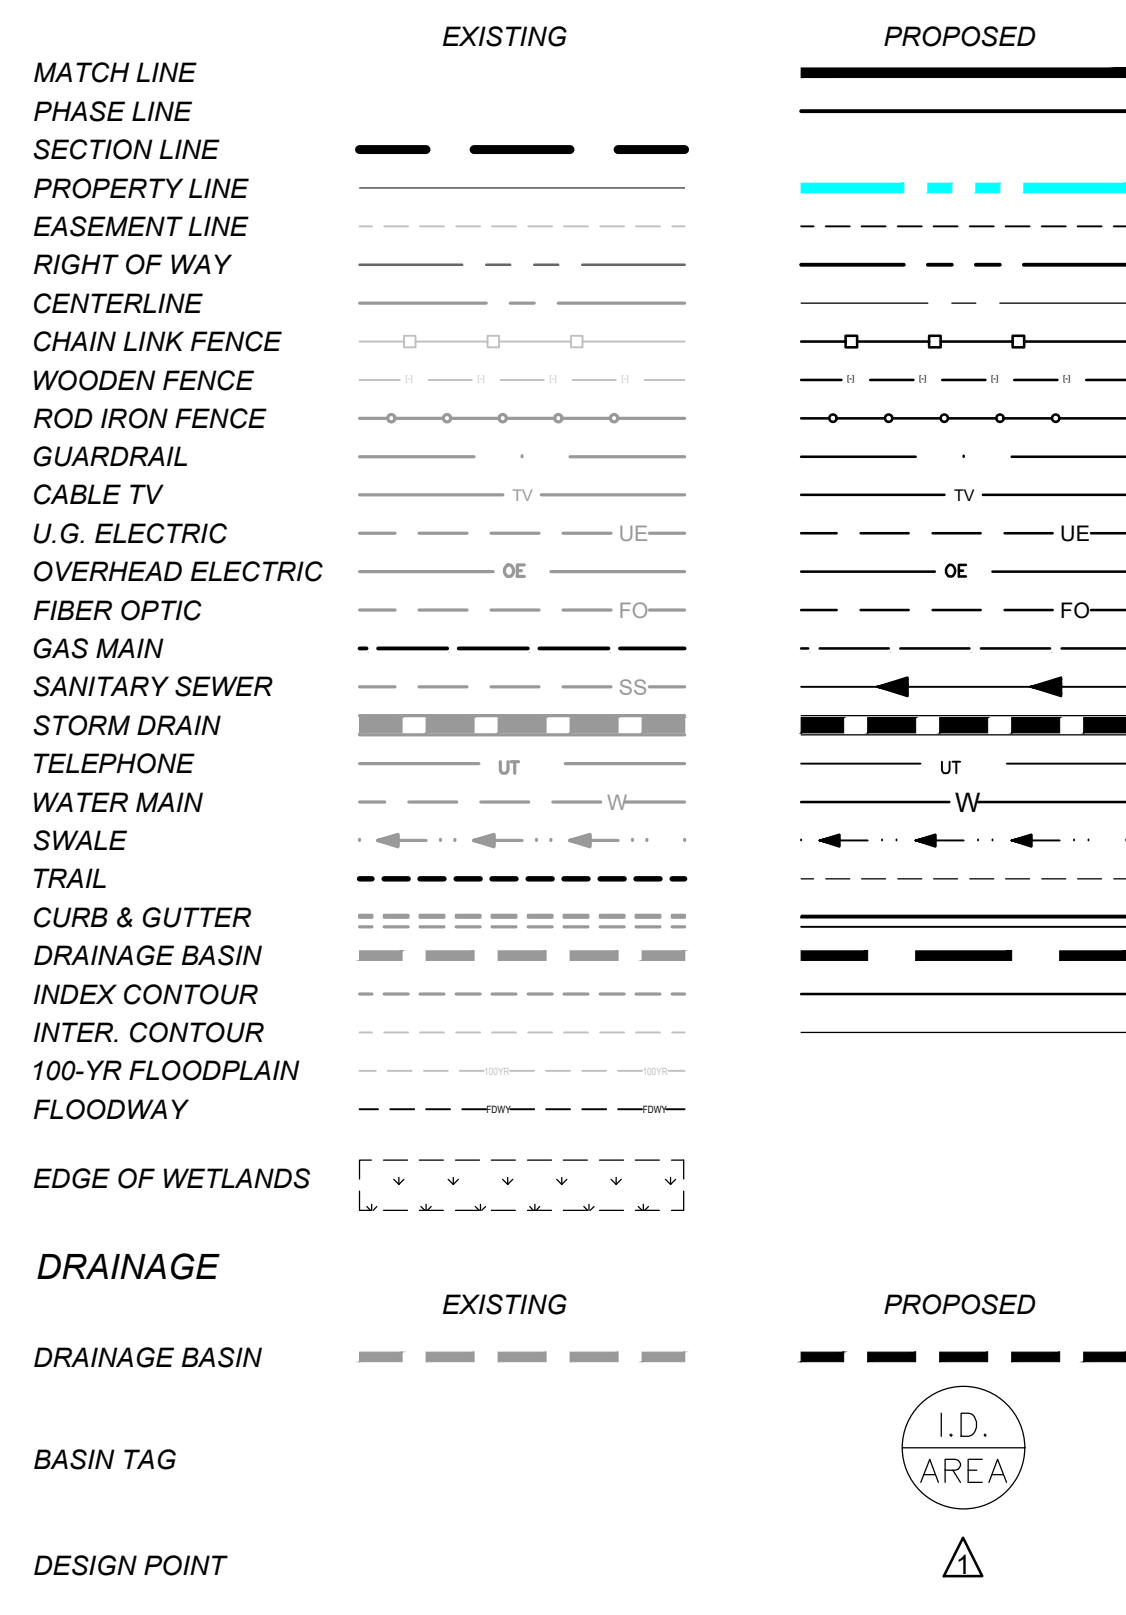 EXISTING PROPOSED
MATCH LINE
PHASE LINE
SECTION LINE
PROPERTY LINE
EASEMENT LINE
RIGHT OF WAY
CENTERLINE
CHAIN LINK FENCE
WOODEN FENCE
ROD IRON FENCE
GUARDRAIL
CABLE TV TV TV
U.G. ELECTRIC UE UE
OVERHEAD ELECTRIC OE OE
FIBER OPTIC FO FO
GAS MAIN
SANITARY SEWER SS
STORM DRAIN
TELEPHONE UT UT
WATER MAIN W W
SWALE
TRAIL
CURB & GUTTER
DRAINAGE BASIN
INDEX CONTOUR
INTER. CONTOUR
100-YR FLOODPLAIN 100YR 100YR
FLOODWAY FDWY FDWY
EDGE OF WETLANDS
DRAINAGE
EXISTING PROPOSED
DRAINAGE BASIN
I.D.
BASIN TAG AREA
DESIGN POINT 1